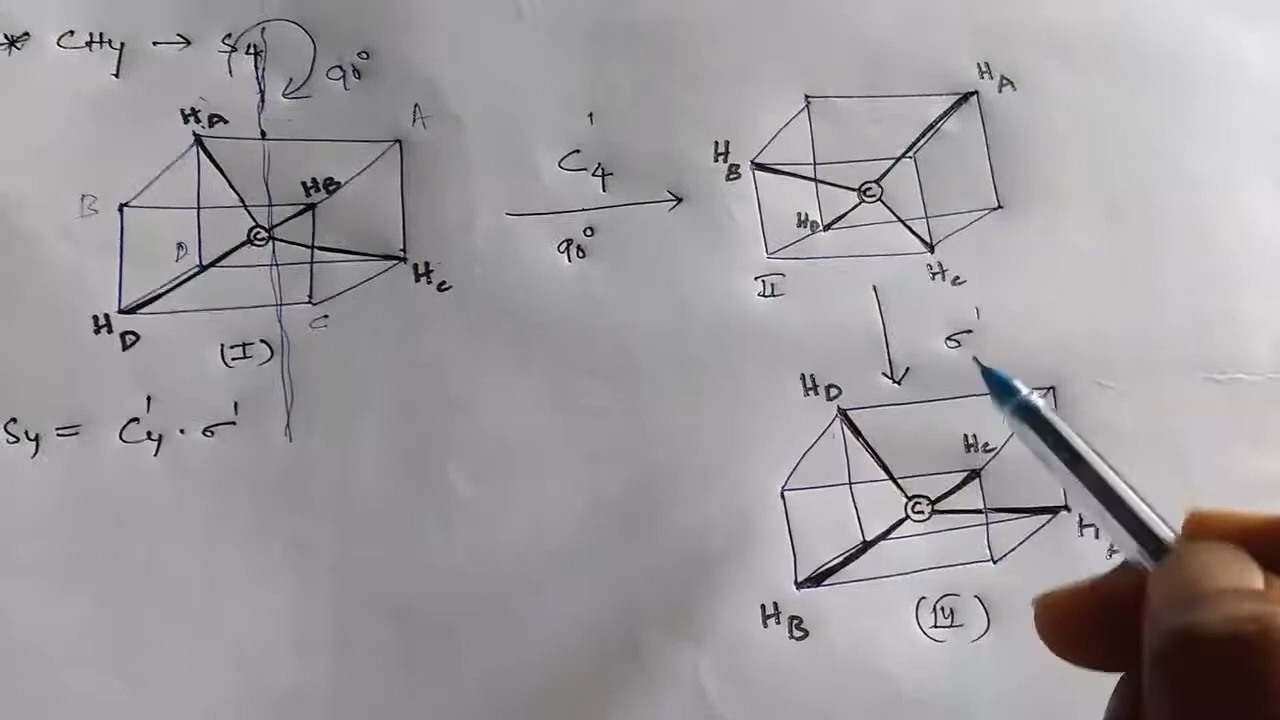 * CH4 → S4
90°
HA
A
B
HB
C
D
Hc
HD
C
(I)
S4 = C4' · σ'
C4'
90°
HA
HB
C
HD
Hc
II
σ'
HD
Hc
C
HB